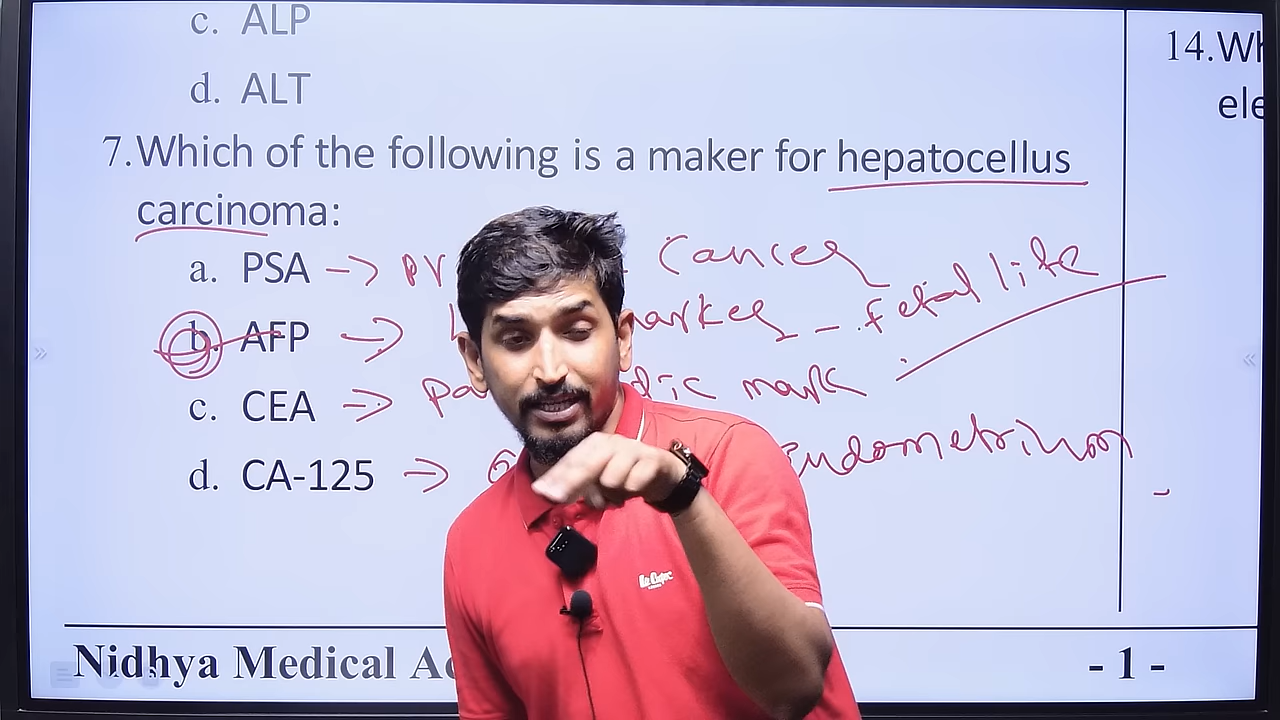 c. ALP
d. ALT
7.Which of the following is a maker for hepatocellus
carcinoma:
a. PSA -> pr Cancer
b. AFP -> marker - fetal life
c. CEA -> mark
d. CA-125 -> endometrium
14.Wh
ele
Nidhya Medical Ac
- 1 -